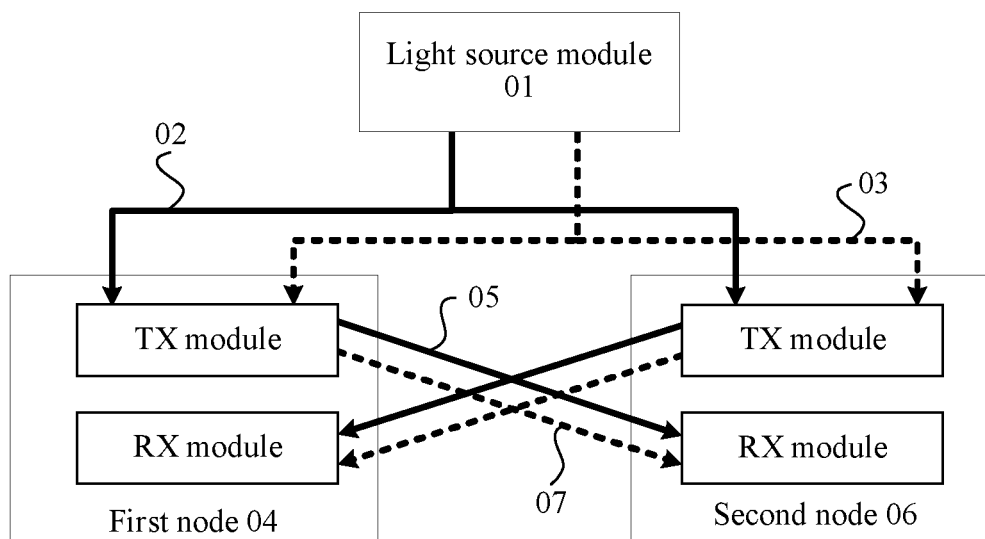 Light source module
01
02
03
TX module
05
TX module
RX module
RX module
07
First node 04
Second node 06